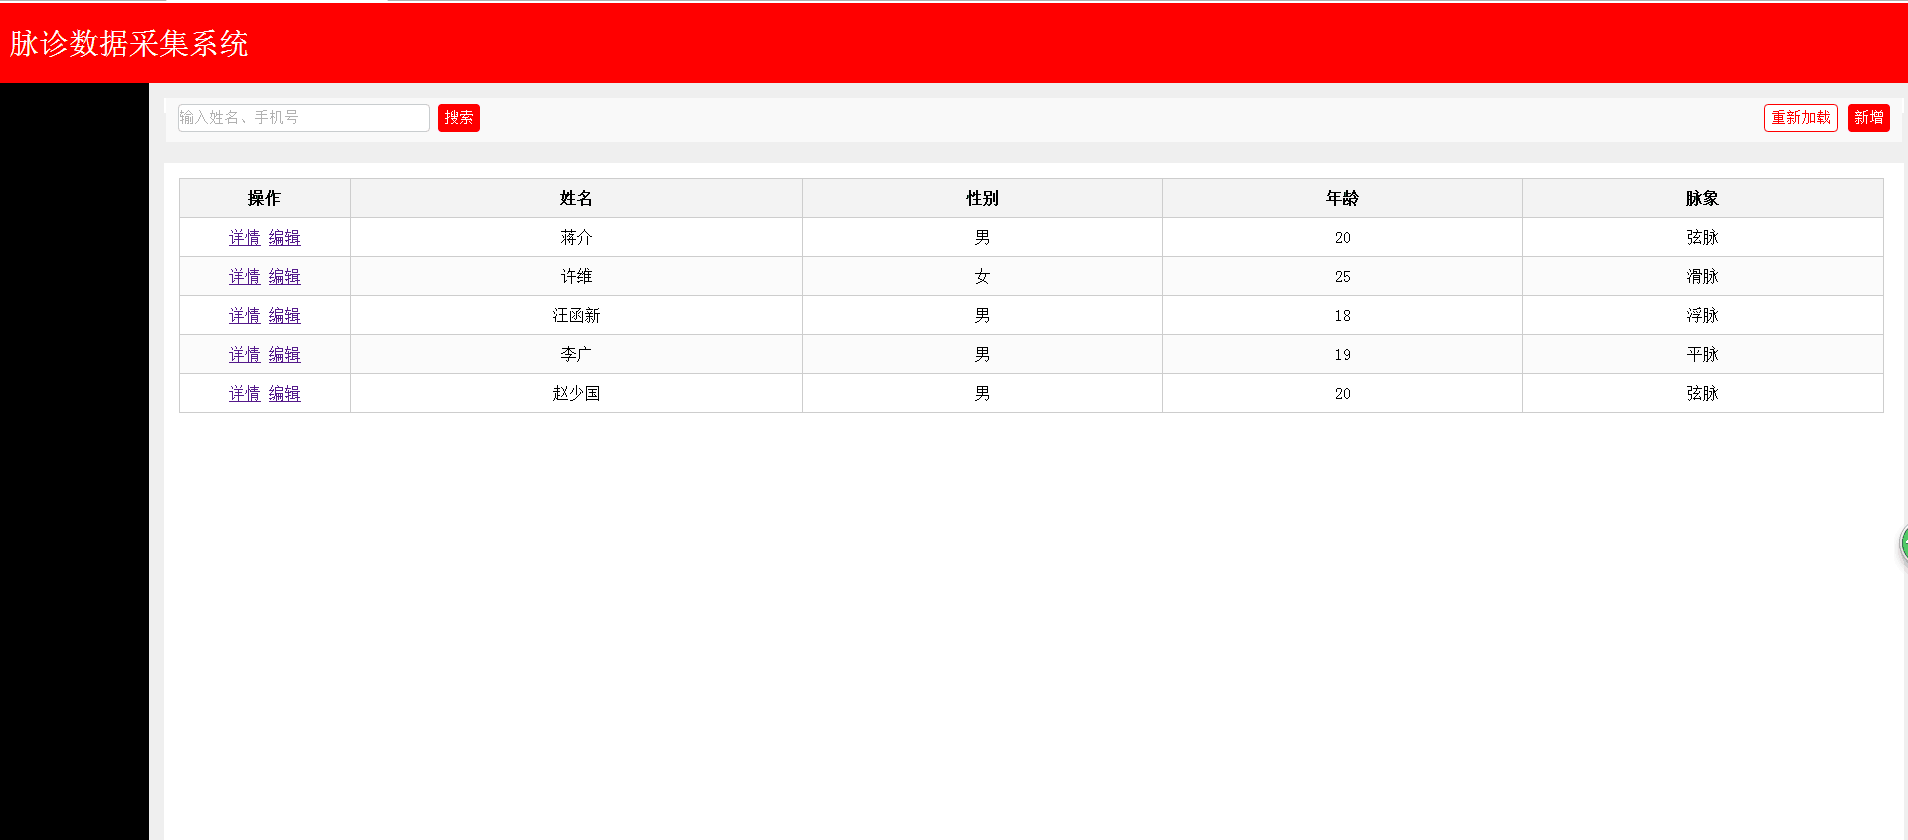 脉诊数据采集系统
输入姓名、手机号 搜索 重新加载 新增
操作 姓名 性别 年龄 脉象
详情 编辑 蒋介 男 20 弦脉
详情 编辑 许维 女 25 滑脉
详情 编辑 汪函新 男 18 浮脉
详情 编辑 李广 男 19 平脉
详情 编辑 赵少国 男 20 弦脉